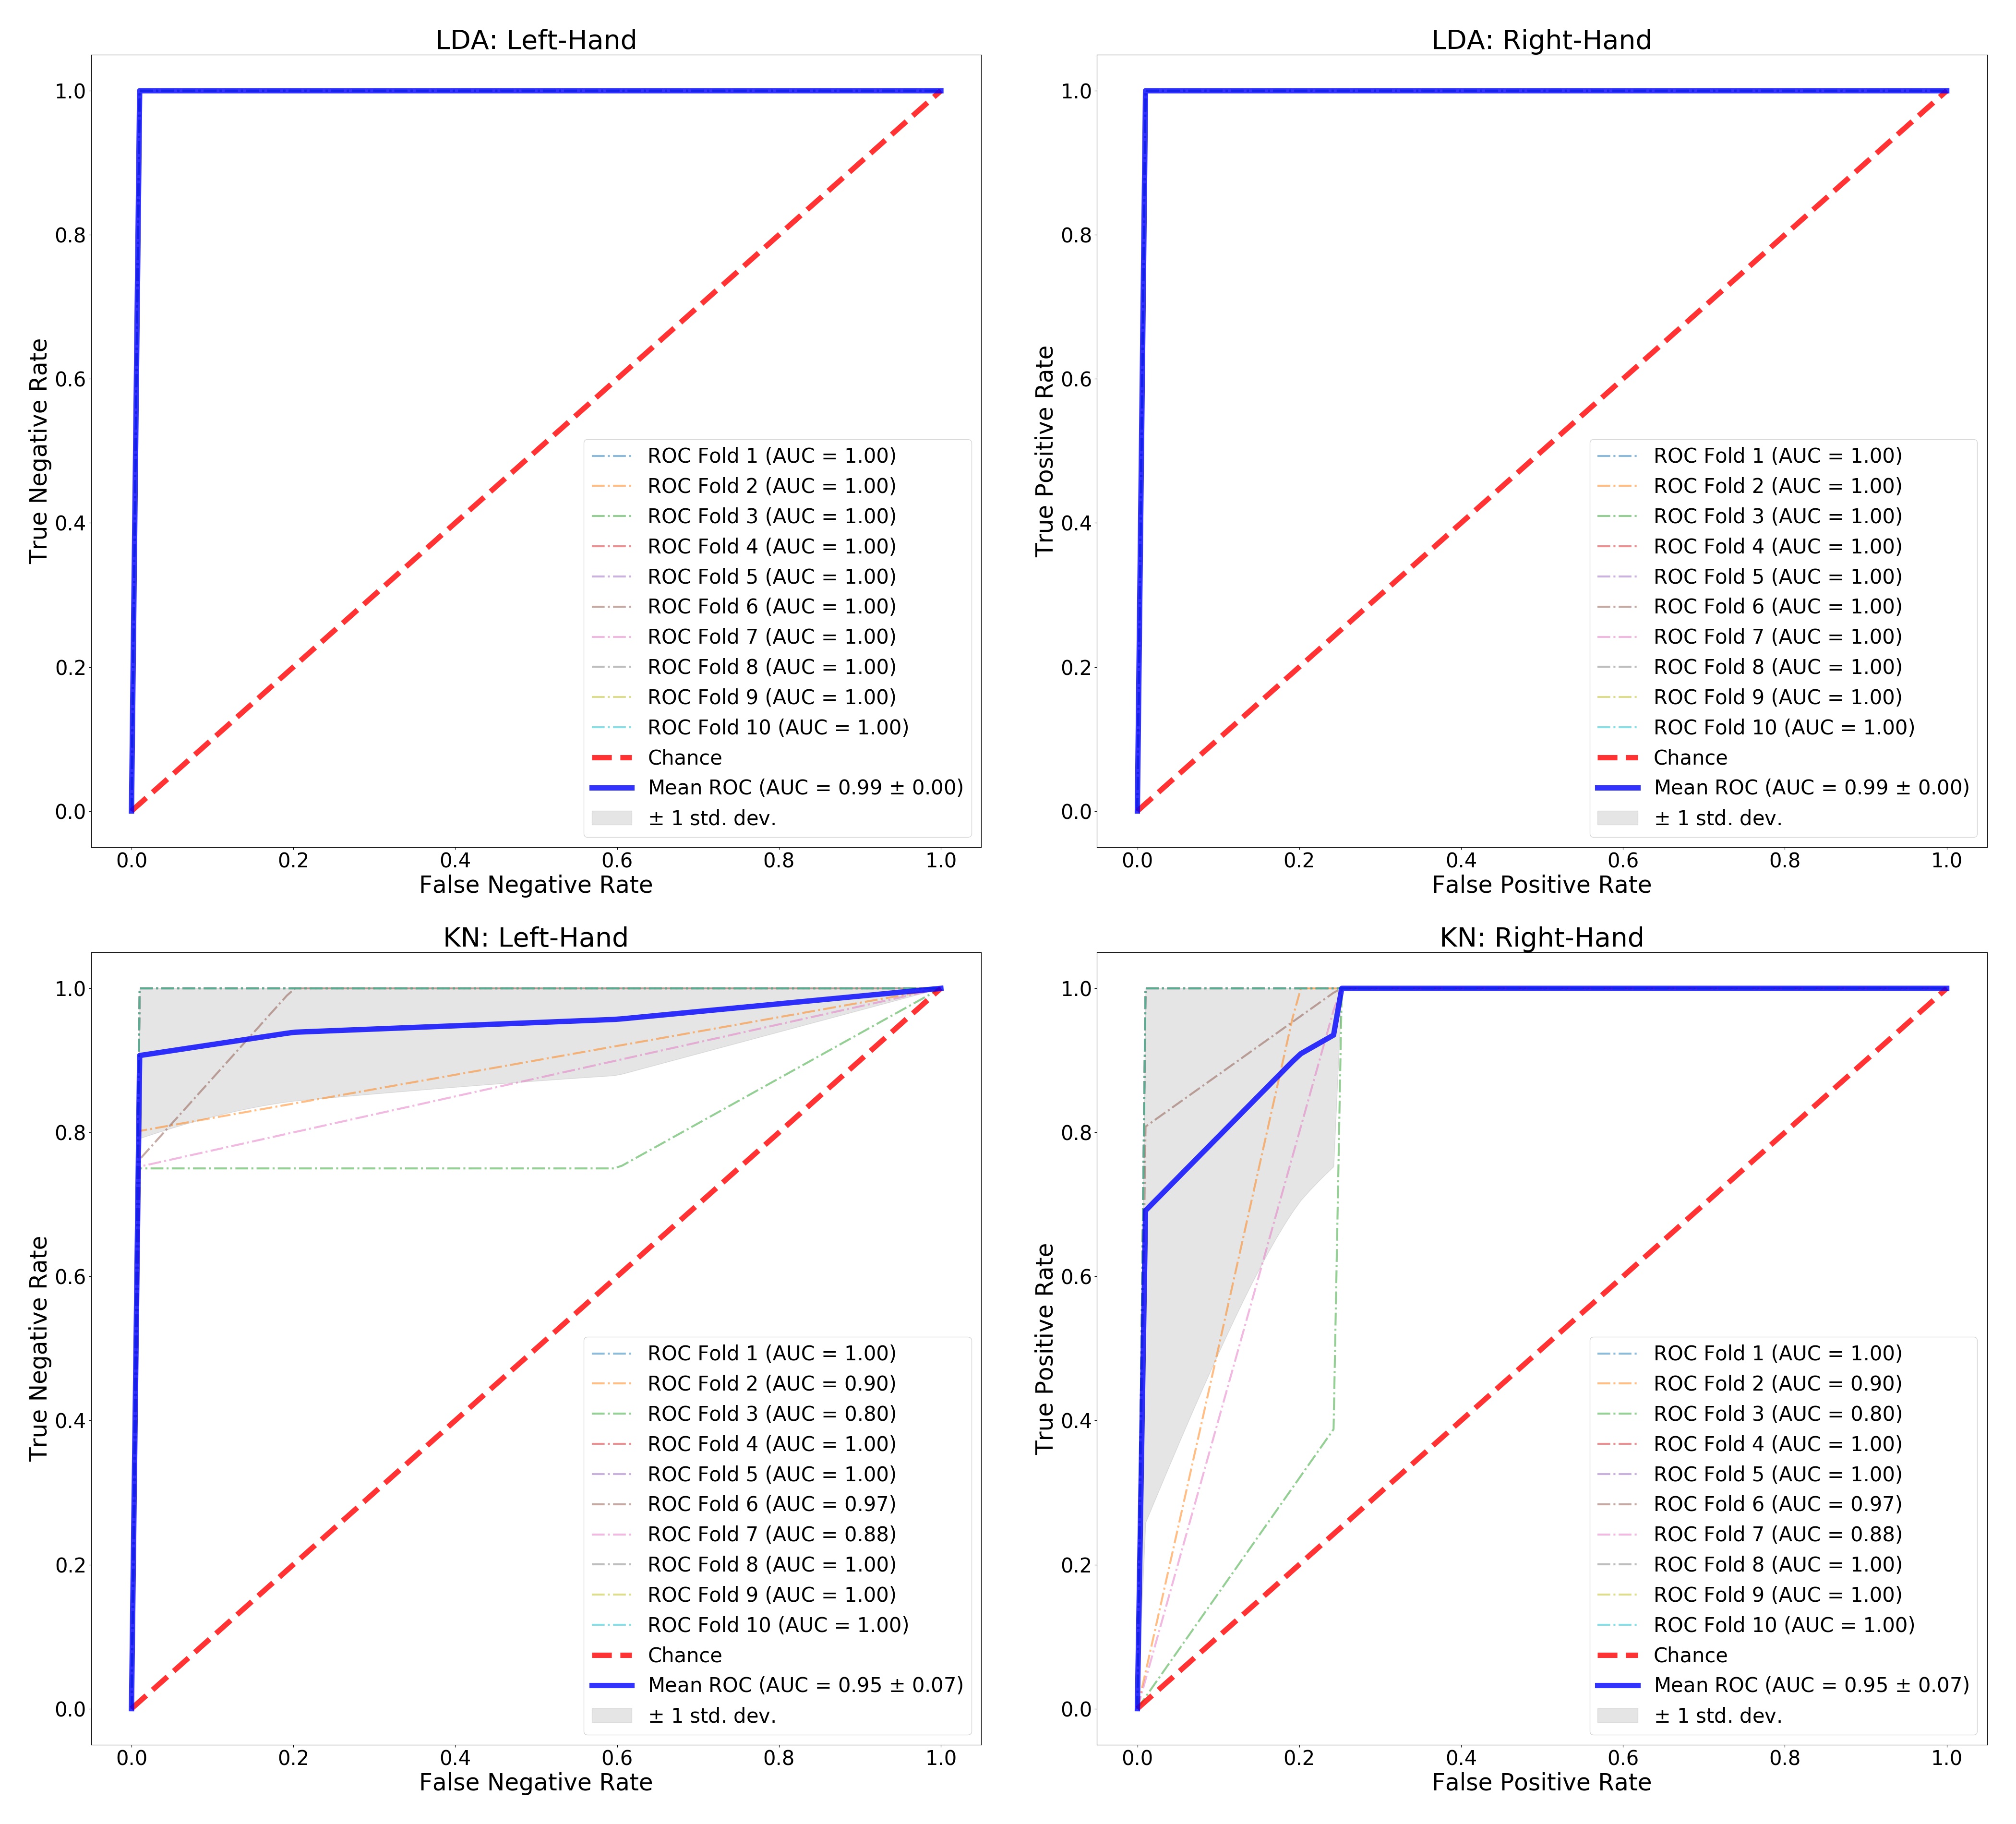 LDA: Left-Hand
True Negative Rate
1.0
0.8
0.6
0.4
0.2
0.0
ROC Fold 1 (AUC = 1.00)
ROC Fold 2 (AUC = 1.00)
ROC Fold 3 (AUC = 1.00)
ROC Fold 4 (AUC = 1.00)
ROC Fold 5 (AUC = 1.00)
ROC Fold 6 (AUC = 1.00)
ROC Fold 7 (AUC = 1.00)
ROC Fold 8 (AUC = 1.00)
ROC Fold 9 (AUC = 1.00)
ROC Fold 10 (AUC = 1.00)
Chance
Mean ROC (AUC = 0.99 ± 0.00)
± 1 std. dev.
0.0 0.2 0.4 0.6 0.8 1.0
False Negative Rate
LDA: Right-Hand
True Positive Rate
1.0
0.8
0.6
0.4
0.2
0.0
ROC Fold 1 (AUC = 1.00)
ROC Fold 2 (AUC = 1.00)
ROC Fold 3 (AUC = 1.00)
ROC Fold 4 (AUC = 1.00)
ROC Fold 5 (AUC = 1.00)
ROC Fold 6 (AUC = 1.00)
ROC Fold 7 (AUC = 1.00)
ROC Fold 8 (AUC = 1.00)
ROC Fold 9 (AUC = 1.00)
ROC Fold 10 (AUC = 1.00)
Chance
Mean ROC (AUC = 0.99 ± 0.00)
± 1 std. dev.
0.0 0.2 0.4 0.6 0.8 1.0
False Positive Rate
KN: Left-Hand
True Negative Rate
1.0
0.8
0.6
0.4
0.2
0.0
ROC Fold 1 (AUC = 1.00)
ROC Fold 2 (AUC = 0.90)
ROC Fold 3 (AUC = 0.80)
ROC Fold 4 (AUC = 1.00)
ROC Fold 5 (AUC = 1.00)
ROC Fold 6 (AUC = 0.97)
ROC Fold 7 (AUC = 0.88)
ROC Fold 8 (AUC = 1.00)
ROC Fold 9 (AUC = 1.00)
ROC Fold 10 (AUC = 1.00)
Chance
Mean ROC (AUC = 0.95 ± 0.07)
± 1 std. dev.
0.0 0.2 0.4 0.6 0.8 1.0
False Negative Rate
KN: Right-Hand
True Positive Rate
1.0
0.8
0.6
0.4
0.2
0.0
ROC Fold 1 (AUC = 1.00)
ROC Fold 2 (AUC = 0.90)
ROC Fold 3 (AUC = 0.80)
ROC Fold 4 (AUC = 1.00)
ROC Fold 5 (AUC = 1.00)
ROC Fold 6 (AUC = 0.97)
ROC Fold 7 (AUC = 0.88)
ROC Fold 8 (AUC = 1.00)
ROC Fold 9 (AUC = 1.00)
ROC Fold 10 (AUC = 1.00)
Chance
Mean ROC (AUC = 0.95 ± 0.07)
± 1 std. dev.
0.0 0.2 0.4 0.6 0.8 1.0
False Positive Rate